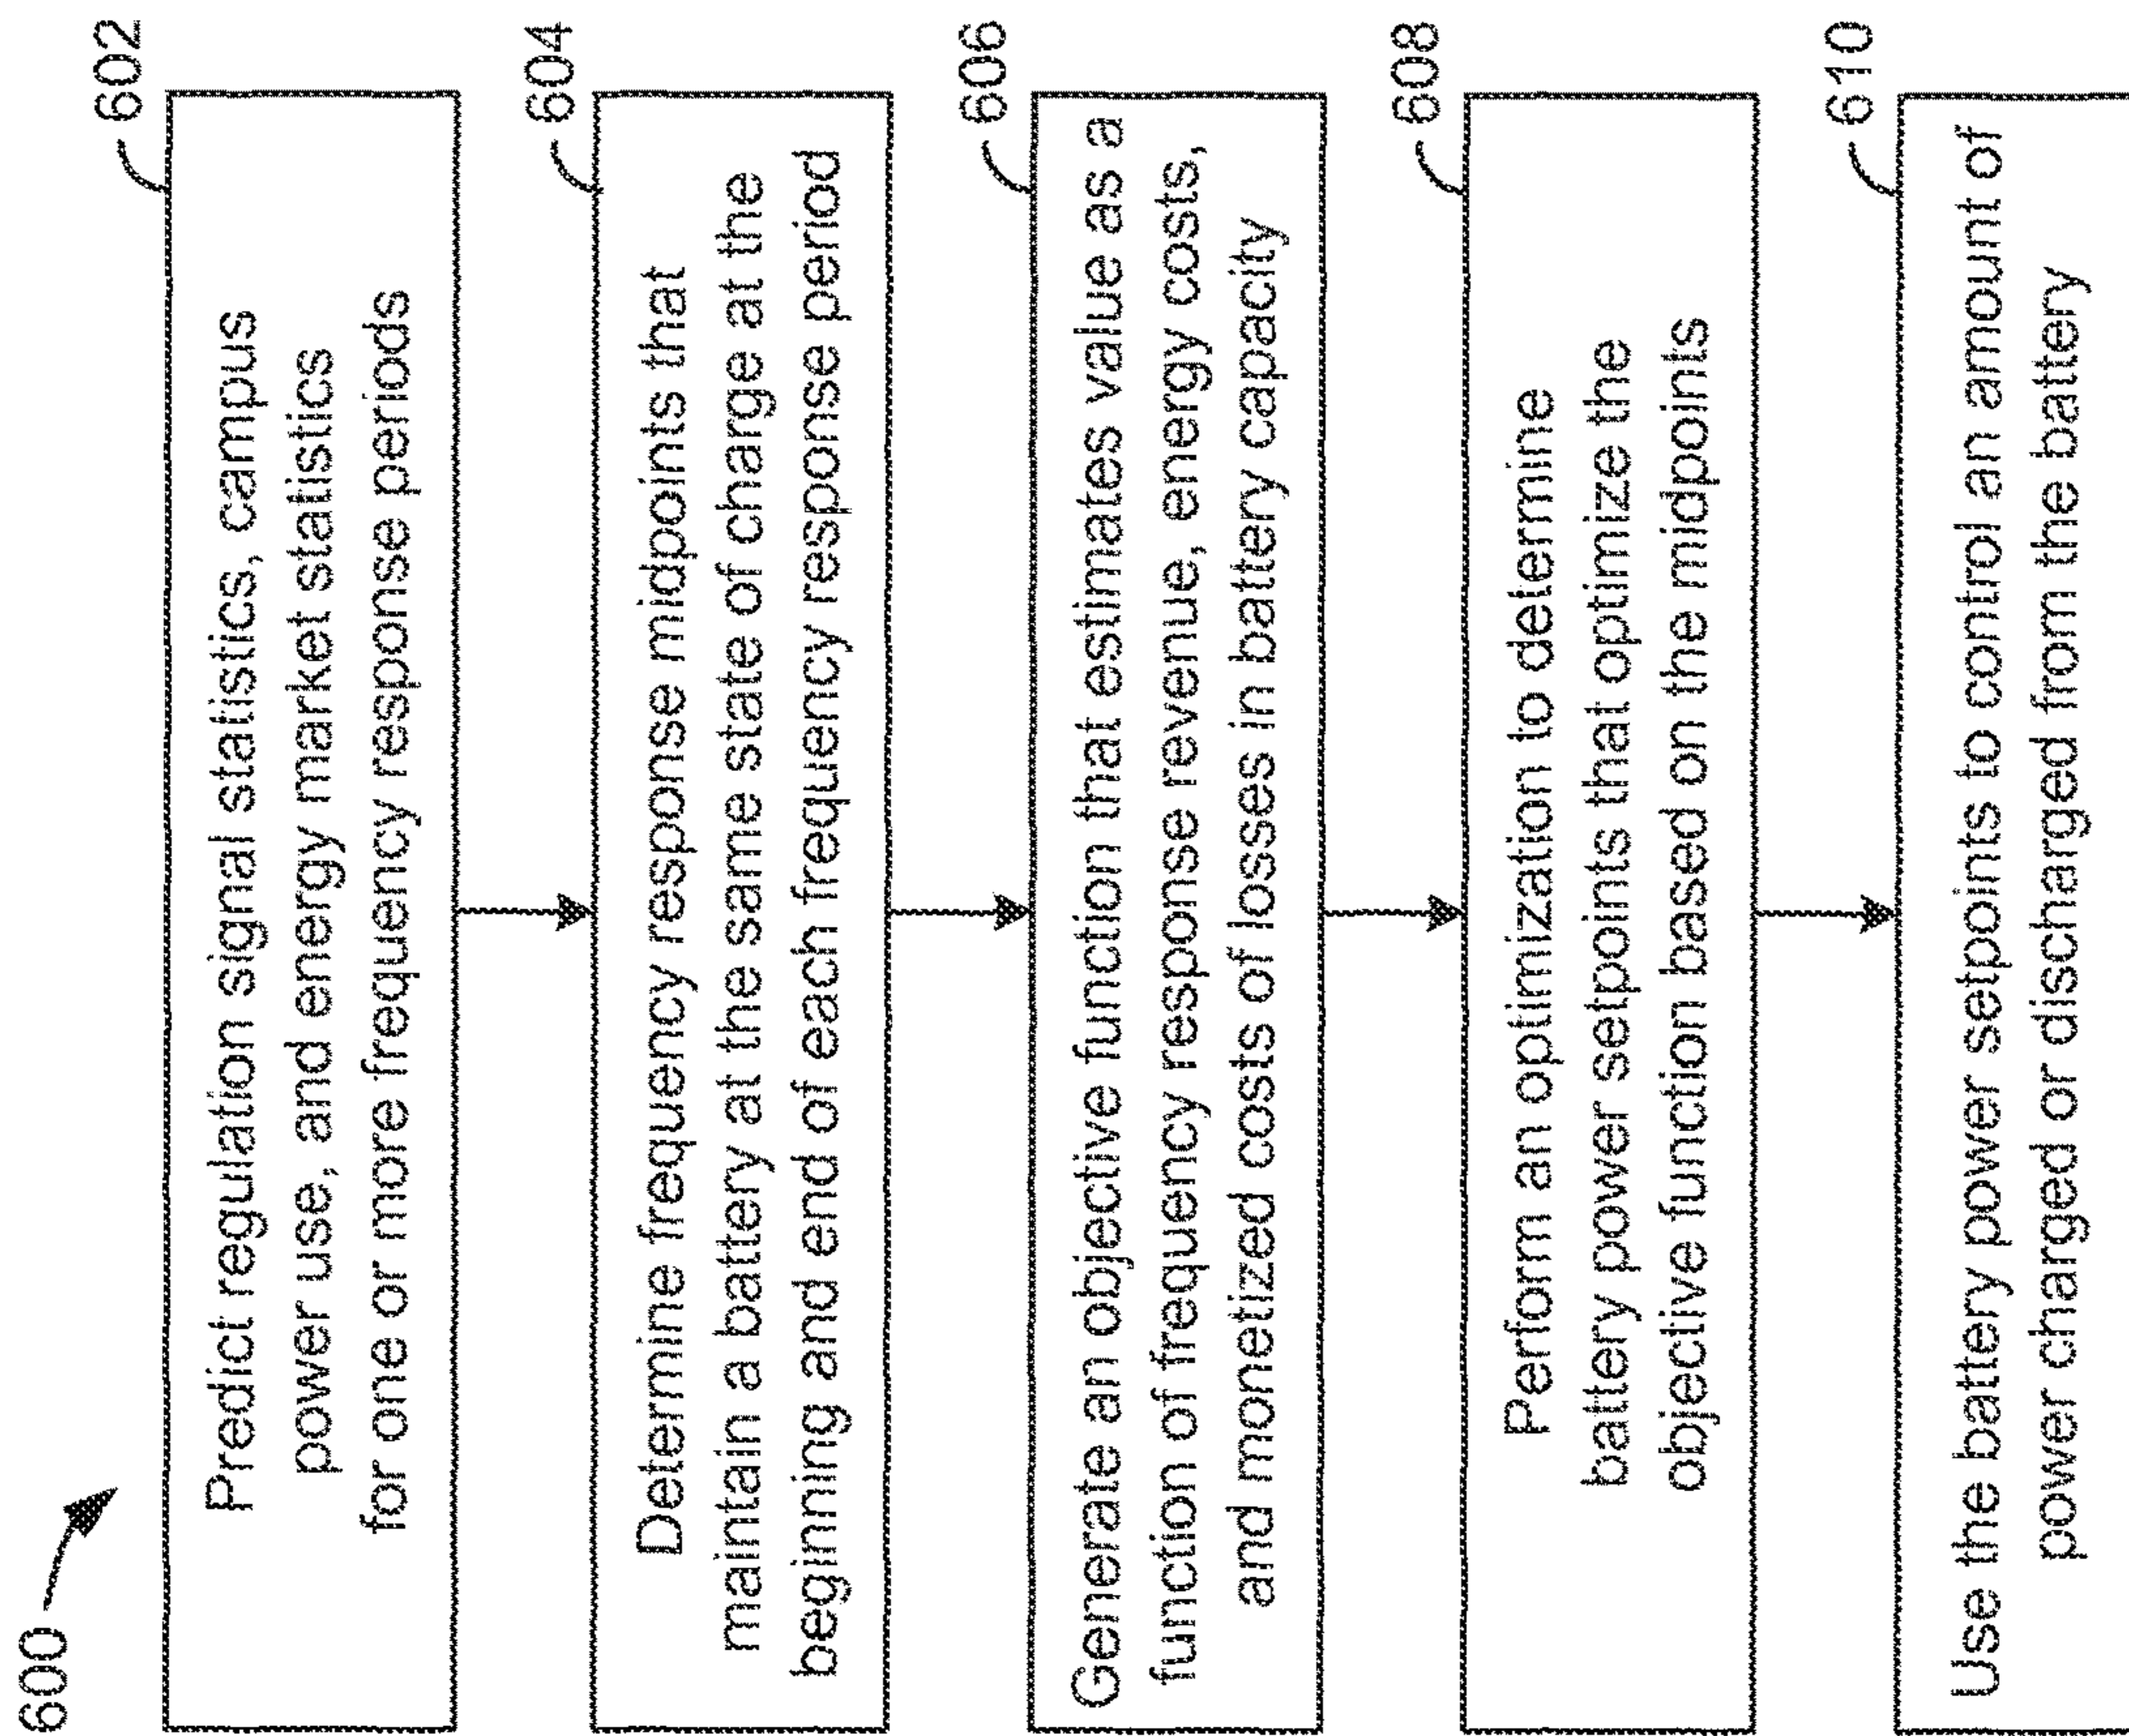 600
602
Predict regulation signal statistics, campus
power use, and energy market statistics
for one or more frequency response periods
604
Determine frequency response midpoints that
maintain a battery at the same state of charge at the
beginning and end of each frequency response period
606
Generate an objective function that estimates value as a
function of frequency response revenue, energy costs,
and monetized costs of losses in battery capacity
608
Perform an optimization to determine
battery power setpoints that optimize the
objective function based on the midpoints
610
Use the battery power setpoints to control an amount of
power charged or discharged from the battery